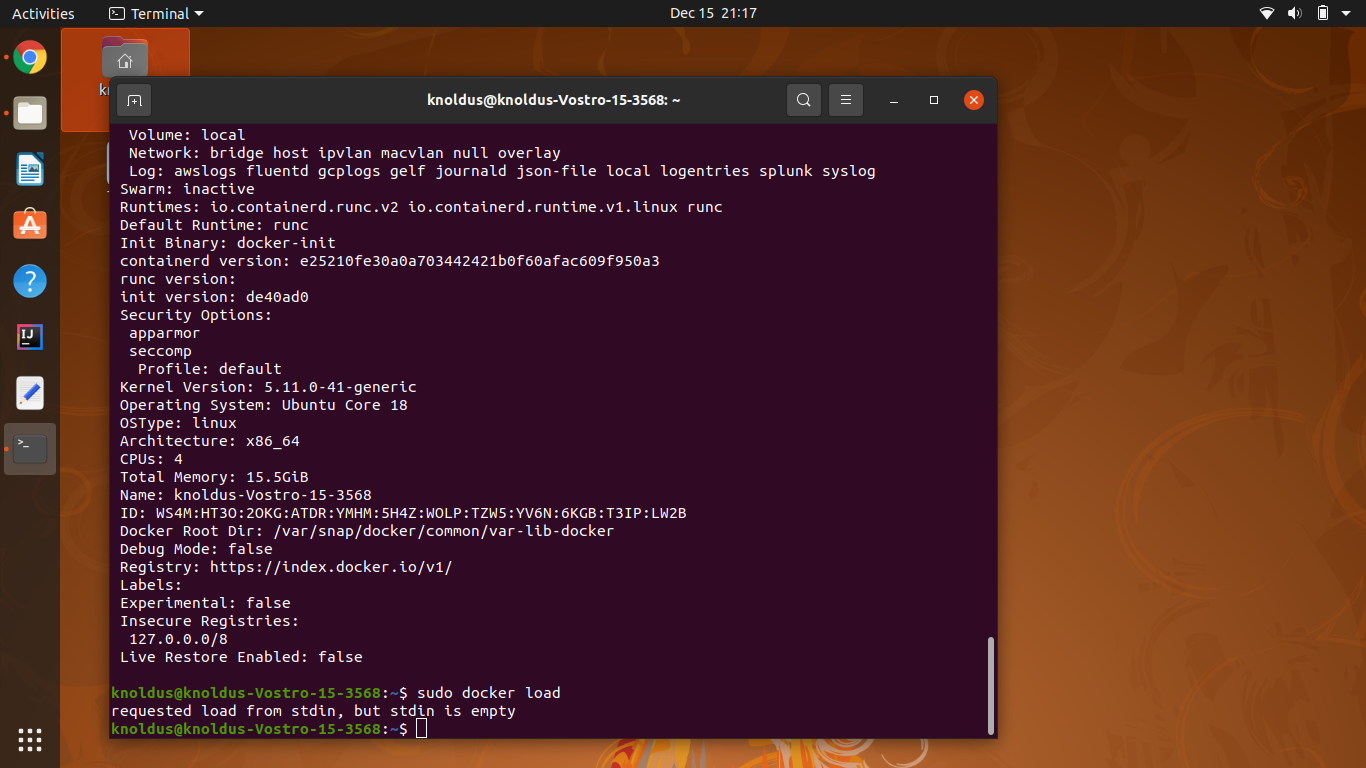 Activities
Terminal
Dec 15 21:17
knoldus@knoldus-Vostro-15-3568: ~
Volume: local
Network: bridge host ipvlan macvlan null overlay
Log: awslogs fluentd gcplogs gelf journald json-file local logentries splunk syslog
Swarm: inactive
Runtimes: io.containerd.runc.v2 io.containerd.runtime.v1.linux runc
Default Runtime: runc
Init Binary: docker-init
containerd version: e25210fe30a0a703442421b0f60afac609f950a3
runc version:
init version: de40ad0
Security Options:
apparmor
seccomp
Profile: default
Kernel Version: 5.11.0-41-generic
Operating System: Ubuntu Core 18
OSType: linux
Architecture: x86_64
CPUs: 4
Total Memory: 15.5GiB
Name: knoldus-Vostro-15-3568
ID: WS4M:HT3O:2OKG:ATDR:YMHM:5H4Z:WOLP:TZW5:YV6N:6KGB:T3IP:LW2B
Docker Root Dir: /var/snap/docker/common/var-lib-docker
Debug Mode: false
Registry: https://index.docker.io/v1/
Labels:
Experimental: false
Insecure Registries:
127.0.0.0/8
Live Restore Enabled: false
knoldus@knoldus-Vostro-15-3568:~$ sudo docker load
requested load from stdin, but stdin is empty
knoldus@knoldus-Vostro-15-3568:~$